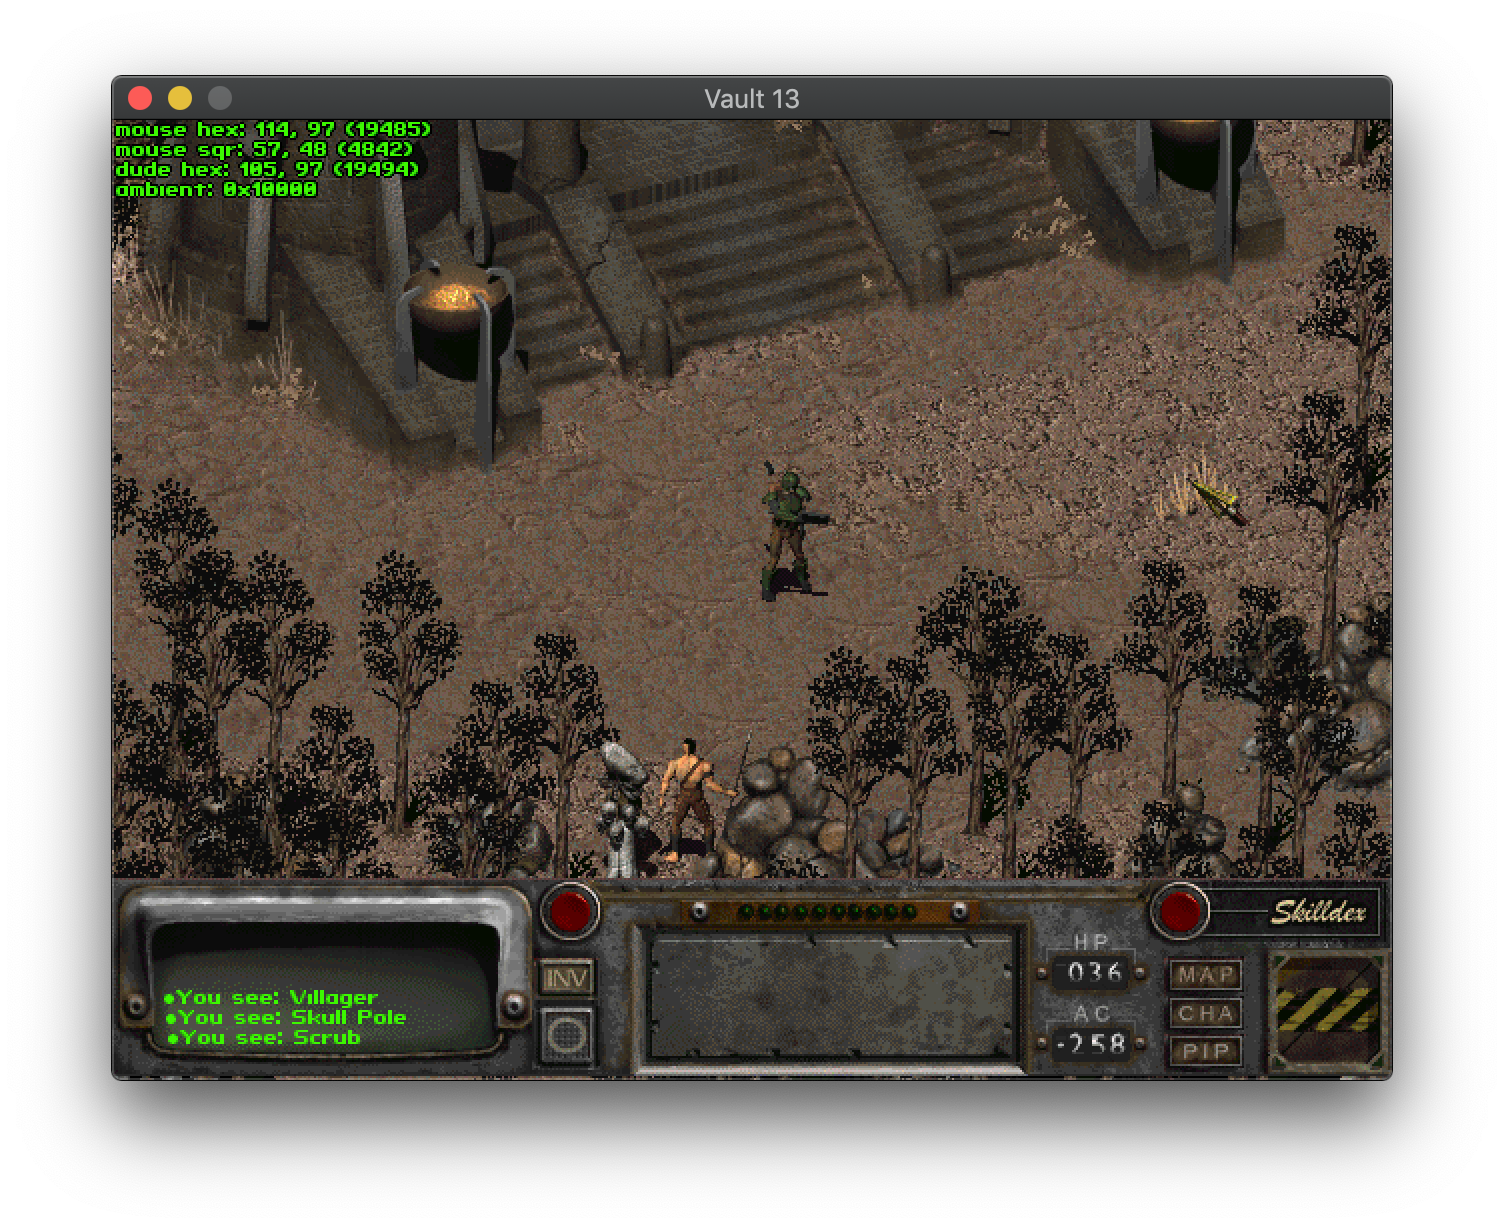 Vault 13
mouse hex: 114, 97 (19485)
mouse sqr: 57, 48 (4842)
dude hex: 105, 97 (19494)
ambient: 0x10000
Skilldex
HP
036
INV
MAP
•You see: Villager
•You see: Skull Pole
•You see: Scrub
AC
-258
CHA
PIP